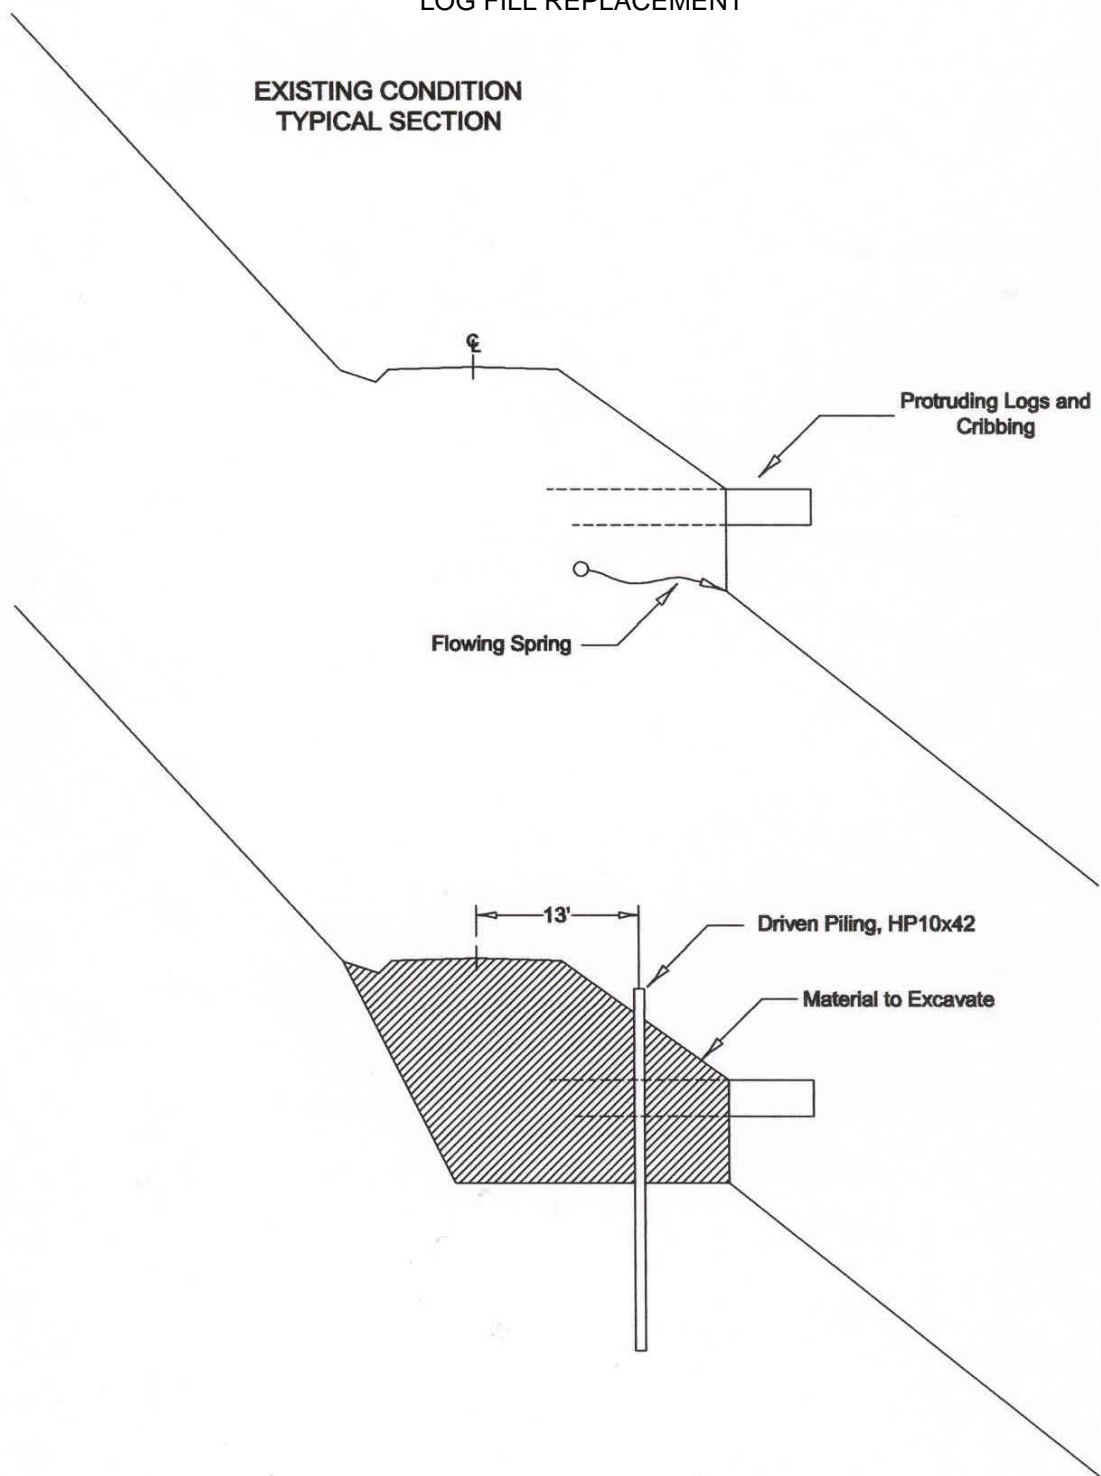 LOG FILL REPLACEMENT
EXISTING CONDITION
TYPICAL SECTION
℄
Protruding Logs and
Cribbing
Flowing Spring
13'
Driven Piling, HP10x42
Material to Excavate